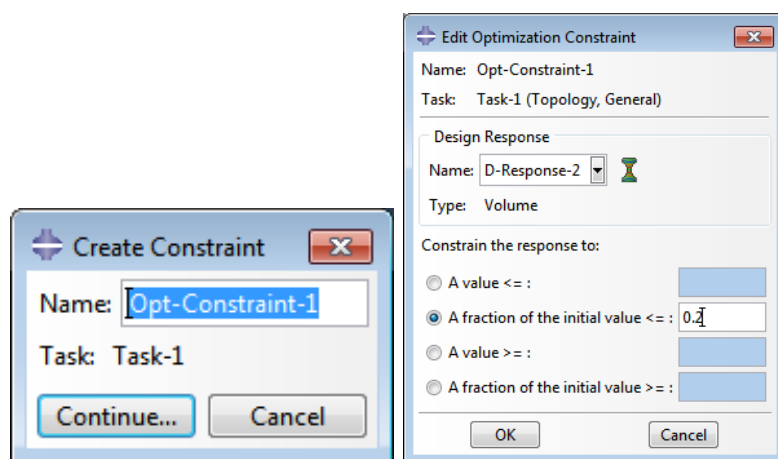 Create Constraint
Name: Opt-Constraint-1
Task: Task-1
Continue... Cancel
Edit Optimization Constraint
Name: Opt-Constraint-1
Task: Task-1 (Topology, General)
Design Response
Name: D-Response-2
Type: Volume
Constrain the response to:
A value <= :
A fraction of the initial value <= : 0.2
A value >= :
A fraction of the initial value >= :
OK Cancel